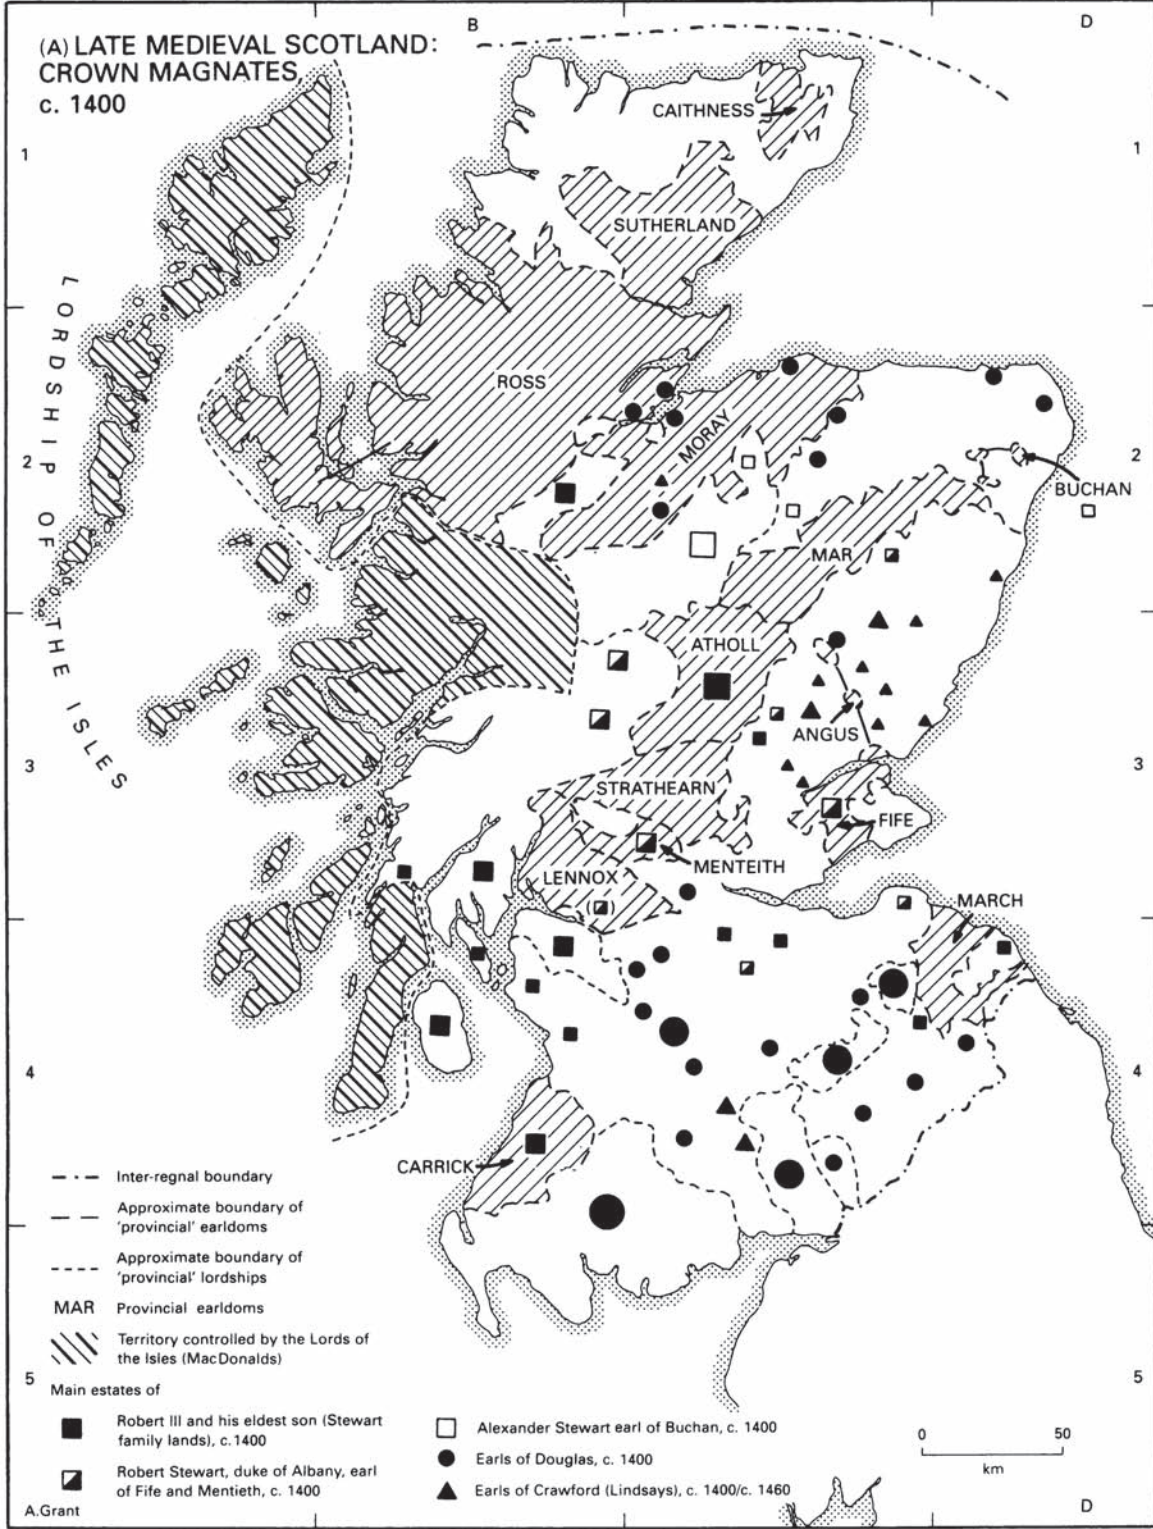 B
D
(A) LATE MEDIEVAL SCOTLAND:
CROWN MAGNATES
c. 1400
CAITHNESS
1
1
SUTHERLAND
LORDSHIP OF THE ISLES
ROSS
MORAY
2
2
BUCHAN
MAR
ATHOLL
ANGUS
3
3
STRATHEARN
FIFE
MENTEITH
LENNOX
MARCH
4
4
CARRICK
Inter-regnal boundary
Approximate boundary of
'provincial' earldoms
Approximate boundary of
'provincial' lordships
MAR Provincial earldoms
Territory controlled by the Lords of
the Isles (MacDonalds)
5
5
Main estates of
Robert III and his eldest son (Stewart
family lands), c.1400
Robert Stewart, duke of Albany, earl
of Fife and Mentieth, c. 1400
Alexander Stewart earl of Buchan, c. 1400
Earls of Douglas, c. 1400
Earls of Crawford (Lindsays), c. 1400/c. 1460
0 50
km
A.Grant
D